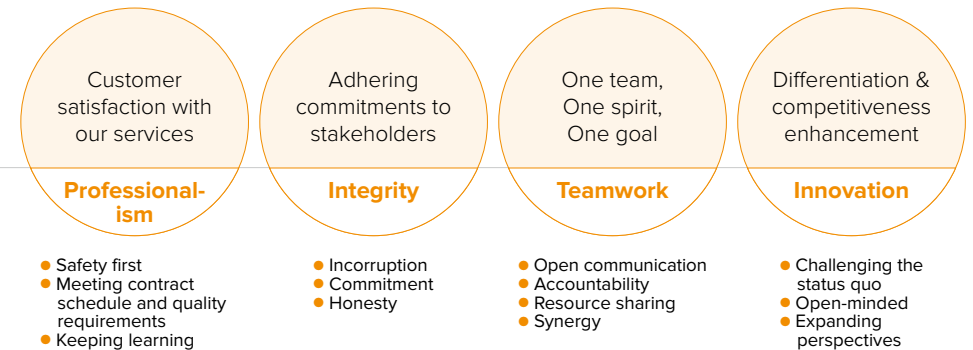 Customer
satisfaction with
our services
Professional-
ism
Safety first
Meeting contract
schedule and quality
requirements
Keeping learning
Adhering
commitments to
stakeholders
Integrity
Incorruption
Commitment
Honesty
One team,
One spirit,
One goal
Teamwork
Open communication
Accountability
Resource sharing
Synergy
Differentiation &
competitiveness
enhancement
Innovation
Challenging the
status quo
Open-minded
Expanding
perspectives